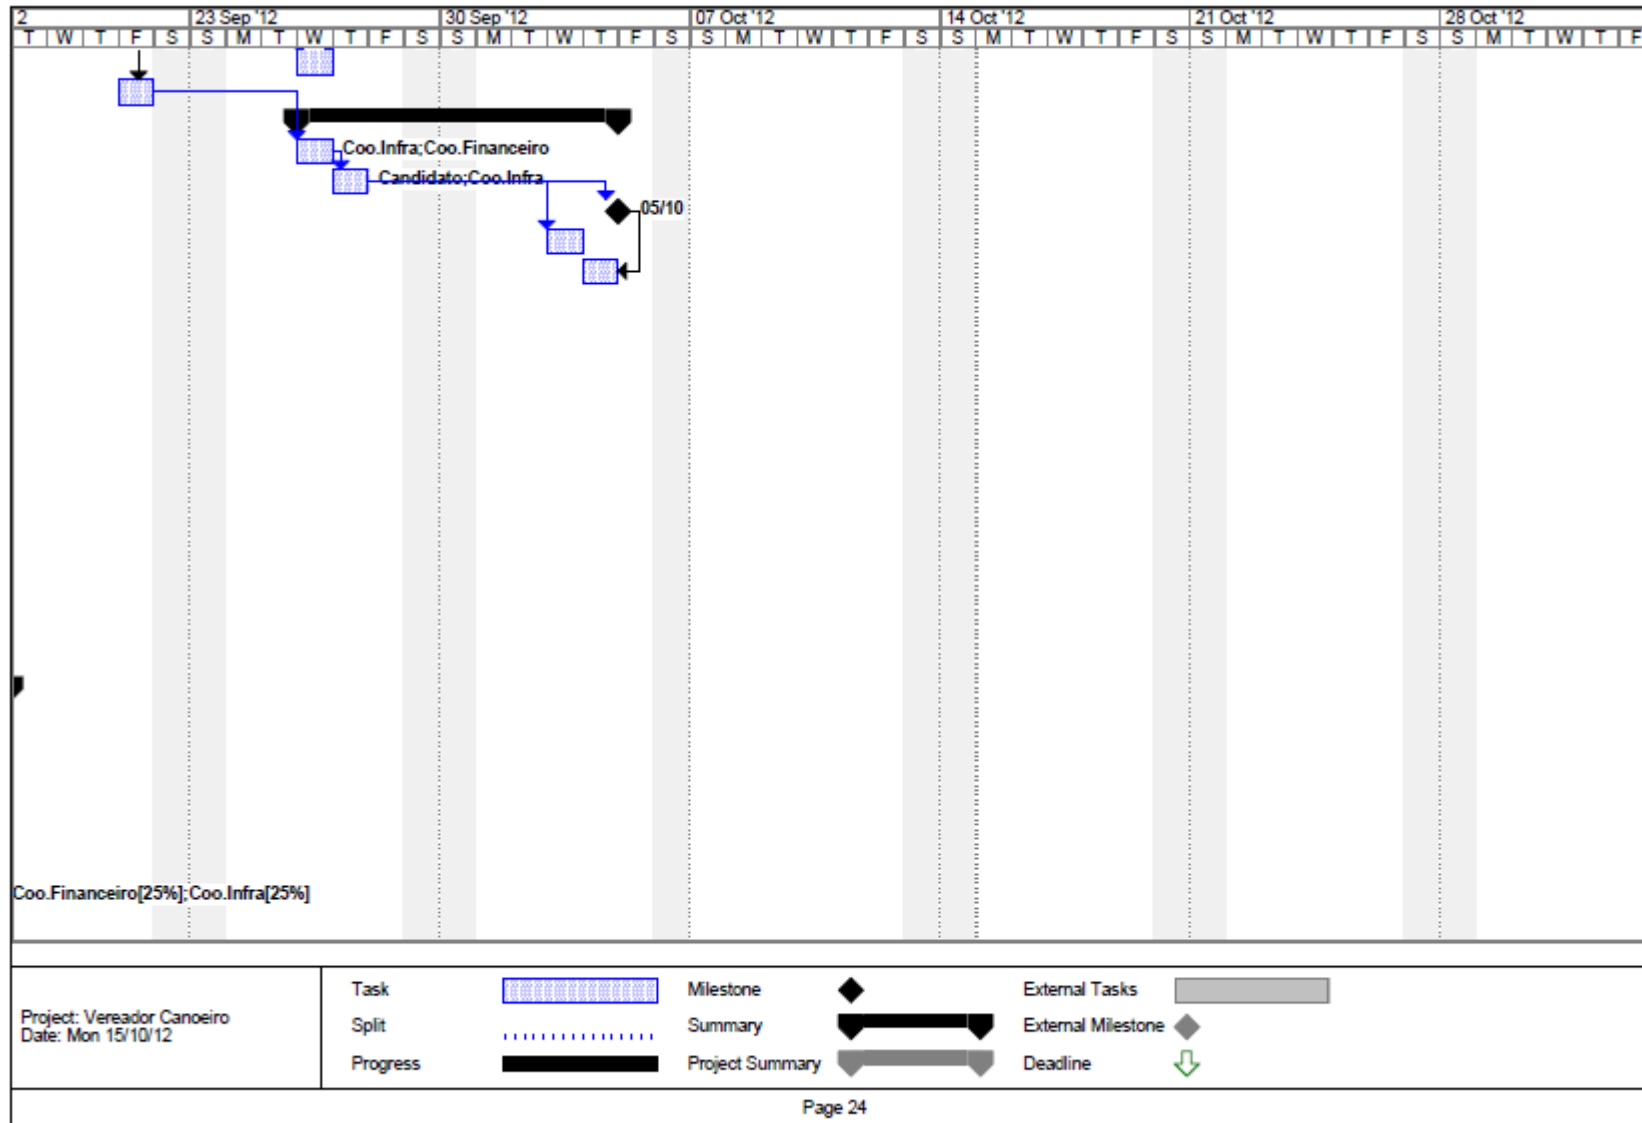 2 23 Sep '12 30 Sep '12 07 Oct '12 14 Oct '12 21 Oct '12 28 Oct '12
T W T F S S M T W T F S S M T W T F S S M T W T F S S M T W T F S S M T W T F S S M T W T F
Coo.Infra;Coo.Financeiro
Candidato;Coo.Infra
05/10
Coo.Financeiro[25%];Coo.Infra[25%]
Project: Vereador Canoeiro
Date: Mon 15/10/12
Task Milestone External Tasks
Split Summary External Milestone
Progress Project Summary Deadline
Page 24